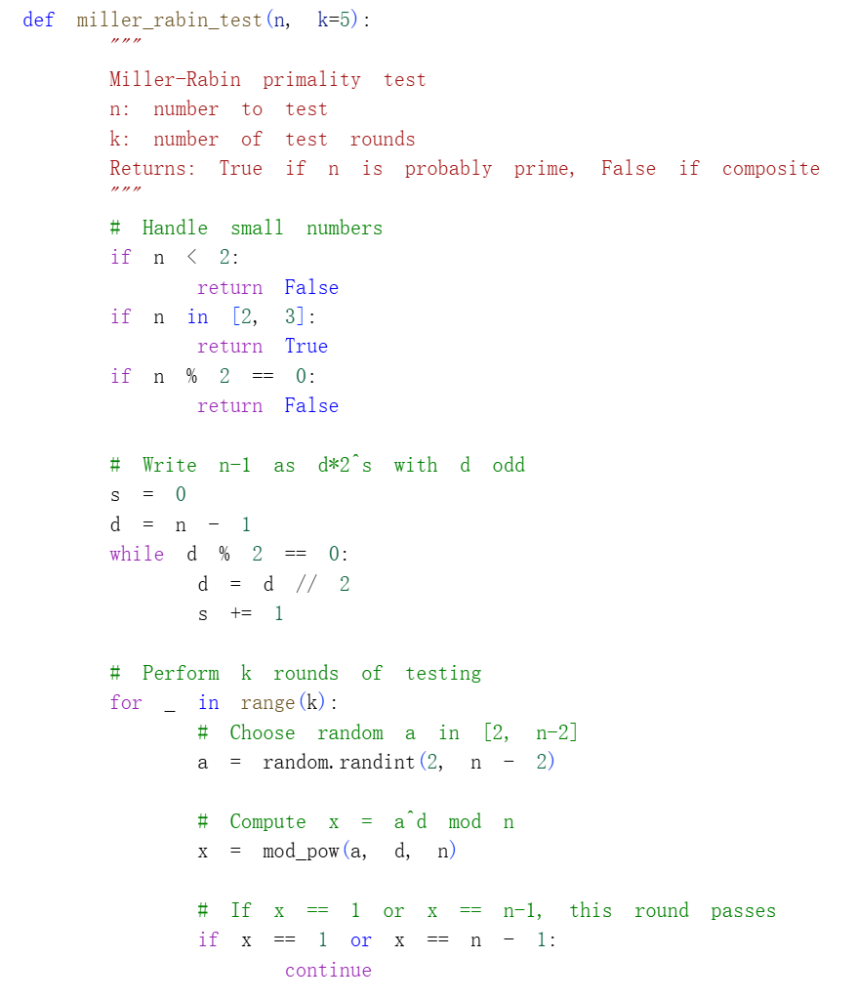 def miller_rabin_test(n, k=5):
"""
Miller-Rabin primality test
n: number to test
k: number of test rounds
Returns: True if n is probably prime, False if composite
"""
# Handle small numbers
if n < 2:
return False
if n in [2, 3]:
return True
if n % 2 == 0:
return False
# Write n-1 as d*2^s with d odd
s = 0
d = n - 1
while d % 2 == 0:
d = d // 2
s += 1
# Perform k rounds of testing
for _ in range(k):
# Choose random a in [2, n-2]
a = random.randint(2, n - 2)
# Compute x = a^d mod n
x = mod_pow(a, d, n)
# If x == 1 or x == n-1, this round passes
if x == 1 or x == n - 1:
continue